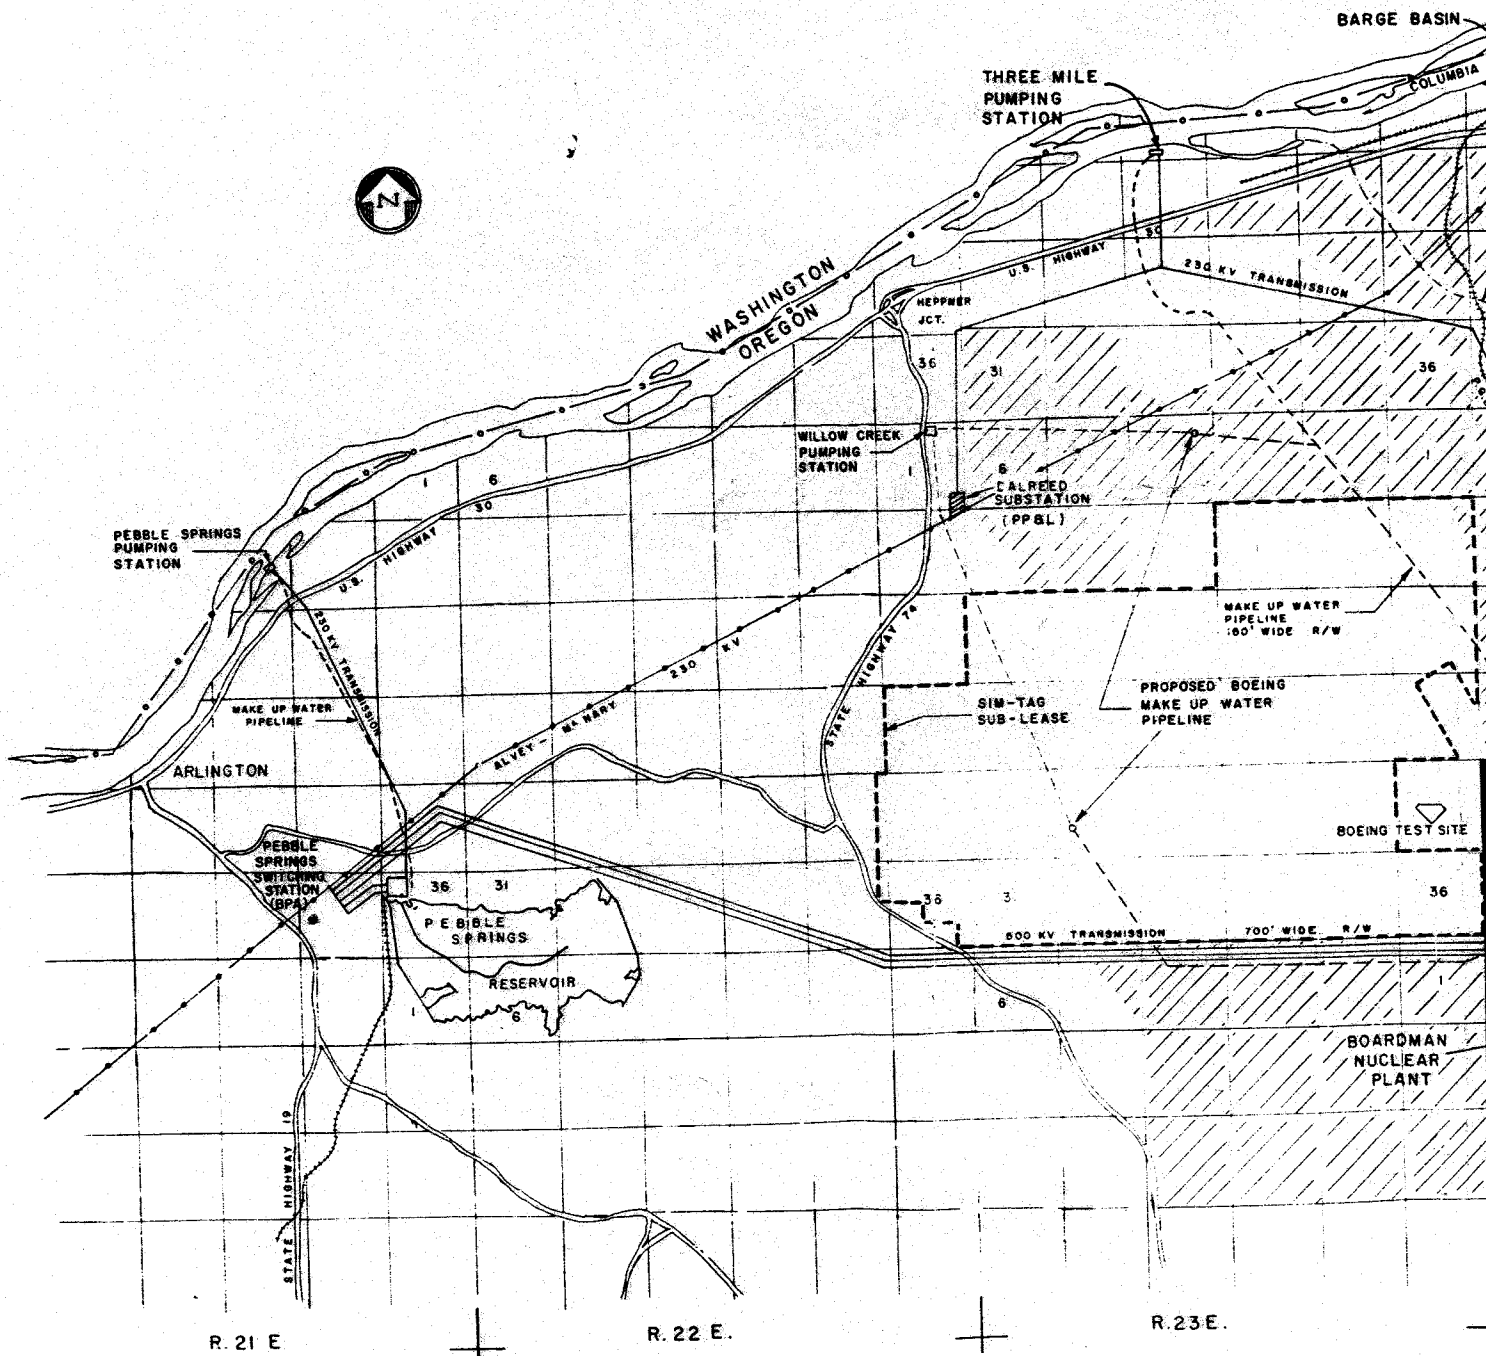 BARGE BASIN
THREE MILE
PUMPING
STATION
COLUMBIA
N
WASHINGTON
OREGON
U.S. HIGHWAY
230 KV TRANSMISSION
HEPPNER
JCT.
36
31
36
WILLOW CREEK
PUMPING
STATION
1
6
SUBSTATION
(PP&L)
1
6
1
U.S. HIGHWAY
30
PEBBLE SPRINGS
PUMPING
STATION
230 KV TRANSMISSION
MAKE UP WATER
PIPELINE
ALVEY - Mc NARY
230 KV
STATE HIGHWAY 74
MAKE UP WATER
PIPELINE
WIDE R/W
SIM-TAG
SUB-LEASE
PROPOSED BOEING
MAKE UP WATER
PIPELINE
ARLINGTON
BOEING TEST SITE
PEBBLE
SPRINGS
SWITCHING
STATION
(BPA)
36
31
36
3
36
PEBBLE
SPRINGS
RESERVOIR
1
6
500 KV TRANSMISSION
700' WIDE R/W
6
1
BOARDMAN
NUCLEAR
PLANT
STATE HIGHWAY 19
R. 21 E
R. 22 E.
R. 23 E.